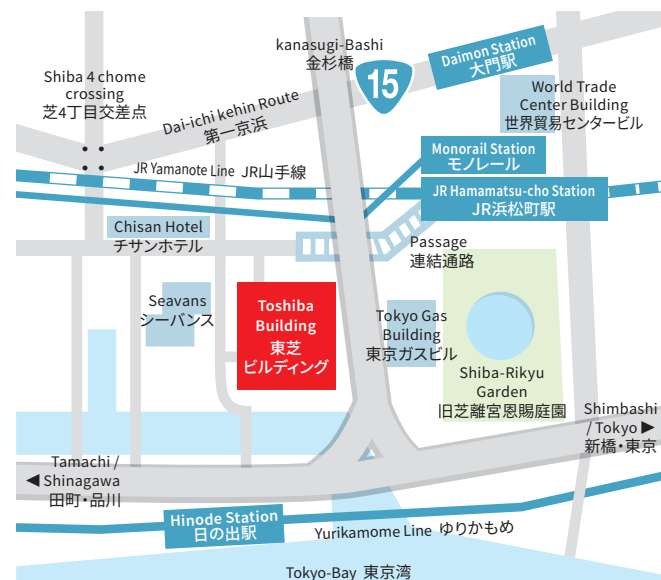 kanasugi-Bashi
金杉橋
15
Daimon Station
大門駅
Shiba 4 chome
crossing
芝4丁目交差点
Dai-ichi kehin Route
第一京浜
World Trade
Center Building
世界貿易センタービル
Monorail Station
モノレール
JR Yamanote Line JR山手線
JR Hamamatsu-cho Station
JR浜松町駅
Chisan Hotel
チサンホテル
Passage
連結通路
Seavans
シーバンス
Toshiba
Building
東芝
ビルディング
Tokyo Gas
Building
東京ガスビル
Shiba-Rikyu
Garden
旧芝離宮恩賜庭園
Shimbashi
/ Tokyo ▶
新橋・東京
Tamachi /
◀ Shinagawa
田町・品川
Hinode Station
日の出駅
Yurikamome Line ゆりかもめ
Tokyo-Bay 東京湾